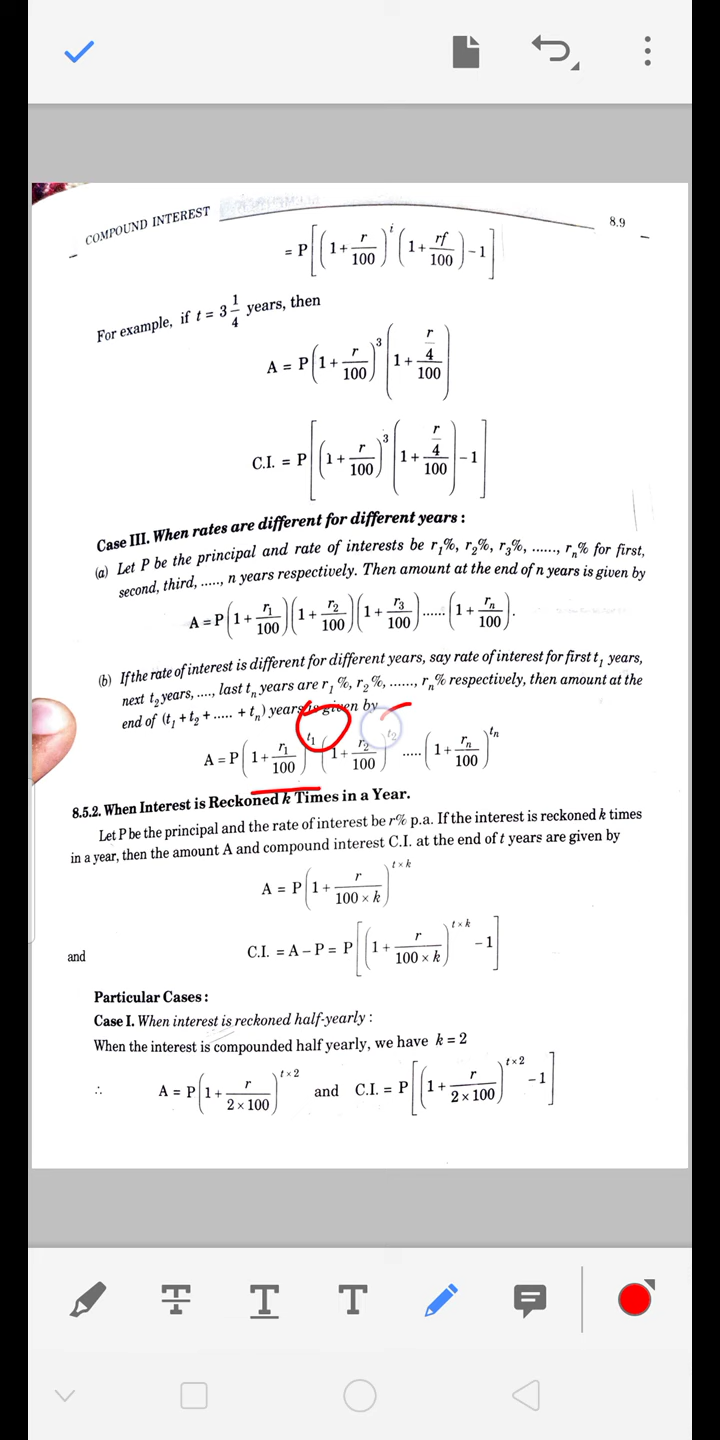 COMPOUND INTEREST 8.9
= P[(1 + r/100)^i (1 + rf/100) − 1]
For example, if t = 3 1/4 years, then
A = P(1 + r/100)^3 (1 + (r/4)/100)
C.I. = P[(1 + r/100)^3 (1 + (r/4)/100) − 1]
Case III. When rates are different for different years :
(a) Let P be the principal and rate of interests be r₁%, r₂%, r₃%, ......, rₙ% for first,
second, third, ....., n years respectively. Then amount at the end of n years is given by
A = P(1 + r₁/100)(1 + r₂/100)(1 + r₃/100)......(1 + rₙ/100).
(b) If the rate of interest is different for different years, say rate of interest for first t₁ years,
next t₂ years, ...., last tₙ years are r₁%, r₂%, ......, rₙ% respectively, then amount at the
end of (t₁ + t₂ + ..... + tₙ) years is given by
A = P(1 + r₁/100)^t₁ (1 + r₂/100)^t₂ .....(1 + rₙ/100)^tₙ
8.5.2. When Interest is Reckoned k Times in a Year.
Let P be the principal and the rate of interest be r% p.a. If the interest is reckoned k times
in a year, then the amount A and compound interest C.I. at the end of t years are given by
A = P(1 + r/(100 × k))^(t × k)
and C.I. = A − P = P[(1 + r/(100 × k))^(t × k) − 1]
Particular Cases :
Case I. When interest is reckoned half-yearly :
When the interest is compounded half yearly, we have k = 2
∴ A = P(1 + r/(2 × 100))^(t × 2) and C.I. = P[(1 + r/(2 × 100))^(t × 2) − 1]
T T T